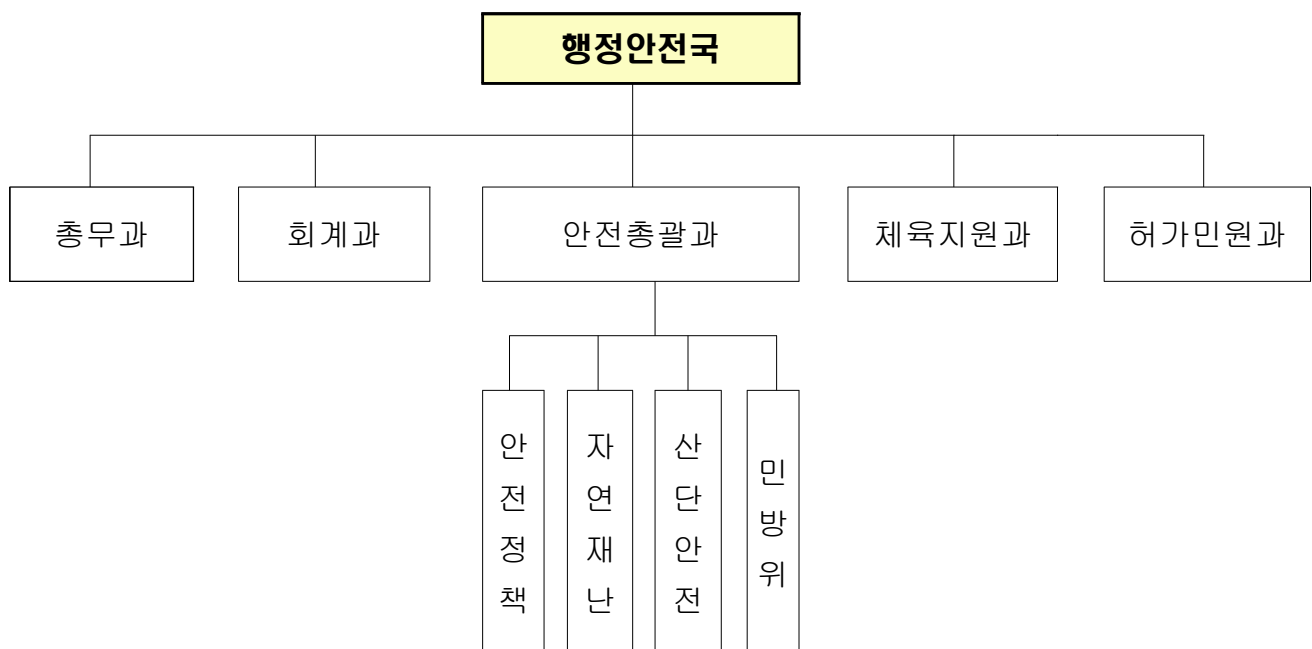 행정안전국
총무과
회계과
안전총괄과
체육지원과
허가민원과
안전정책
자연재난
산단안전
민방위